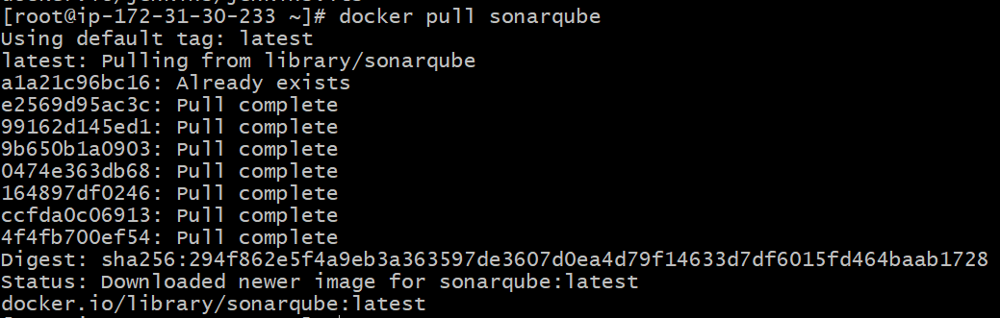 [root@ip-172-31-30-233 ~]# docker pull sonarqube
Using default tag: latest
latest: Pulling from library/sonarqube
a1a21c96bc16: Already exists
e2569d95ac3c: Pull complete
99162d145ed1: Pull complete
9b650b1a0903: Pull complete
0474e363db68: Pull complete
164897df0246: Pull complete
ccfda0c06913: Pull complete
4f4fb700ef54: Pull complete
Digest: sha256:294f862e5f4a9eb3a363597de3607d0ea4d79f14633d7df6015fd464baab1728
Status: Downloaded newer image for sonarqube:latest
docker.io/library/sonarqube:latest